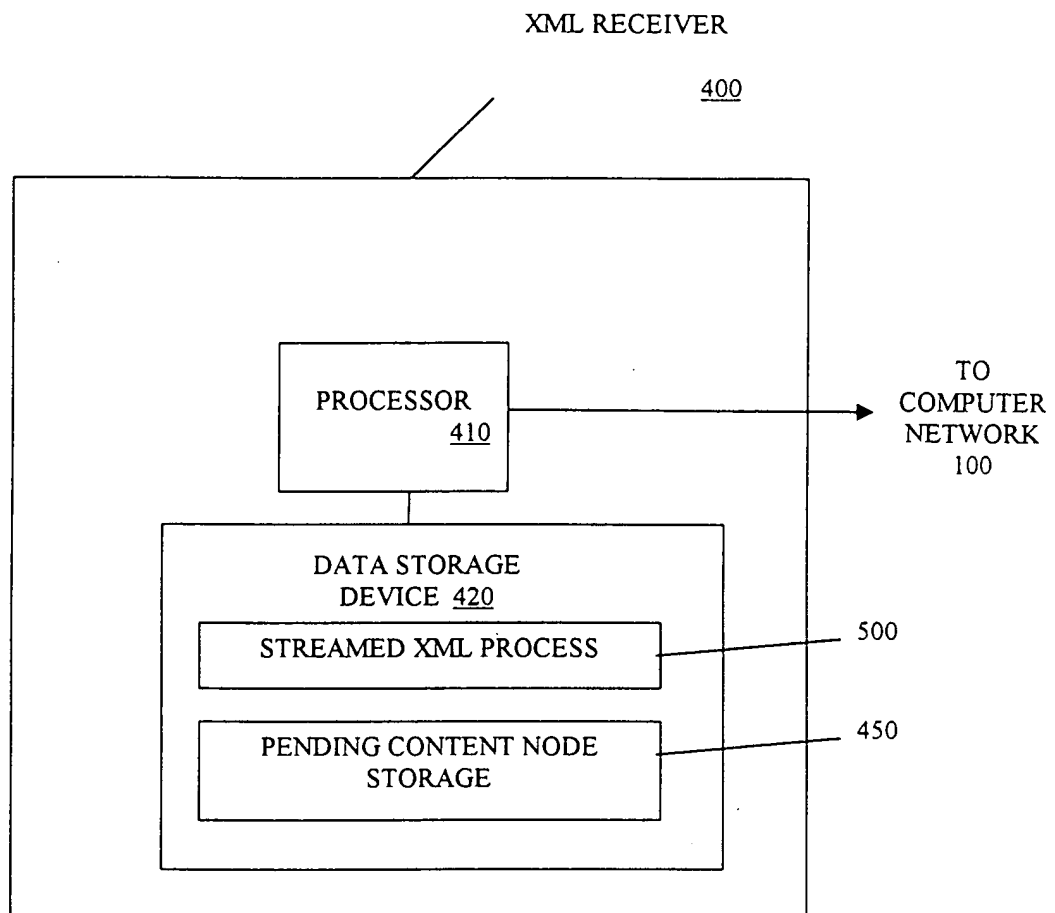 XML RECEIVER
400
PROCESSOR
410
TO
COMPUTER
NETWORK
100
DATA STORAGE
DEVICE 420
STREAMED XML PROCESS
500
PENDING CONTENT NODE
STORAGE
450